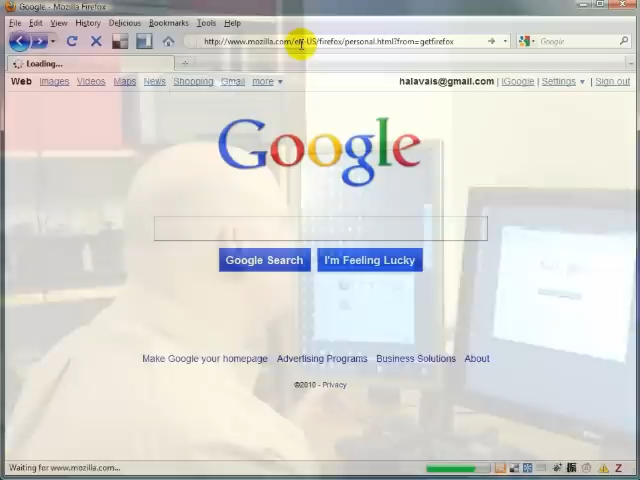 Google - Mozilla Firefox
File Edit View History Delicious Bookmarks Tools Help
http://www.mozilla.com/en-US/firefox/personal.html?from=getfirefox
Google
Loading...
Web Images Videos Maps News Shopping Gmail more
halavais@gmail.com | iGoogle | Settings | Sign out
Google
Google Search I'm Feeling Lucky
Make Google your homepage Advertising Programs Business Solutions About
©2010 - Privacy
Waiting for www.mozilla.com...